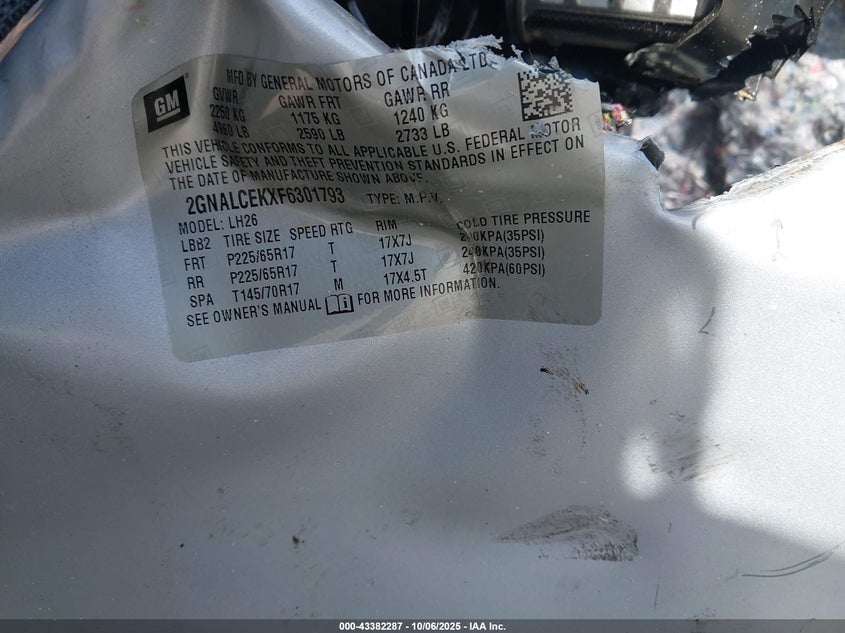 GM
MFD BY GENERAL MOTORS OF CANADA LTD.
GVWR GAWR FRT GAWR RR
2250 KG 1175 KG 1240 KG
4960 LB 2590 LB 2733 LB
THIS VEHICLE CONFORMS TO ALL APPLICABLE U.S. FEDERAL MOTOR
VEHICLE SAFETY AND THEFT PREVENTION STANDARDS IN EFFECT ON
THE DATE OF MANUFACTURE SHOWN ABOVE.
2GNALCEKXF6301793 TYPE: M.P.V.
MODEL: LH26
LBB2 TIRE SIZE SPEED RTG RIM COLD TIRE PRESSURE
FRT P225/65R17 T 17X7J 240KPA(35PSI)
RR P225/65R17 T 17X7J 240KPA(35PSI)
SPA T145/70R17 M 17X4.5T 420KPA(60PSI)
SEE OWNER'S MANUAL FOR MORE INFORMATION.
000-43382287 - 10/06/2025 - IAA Inc.